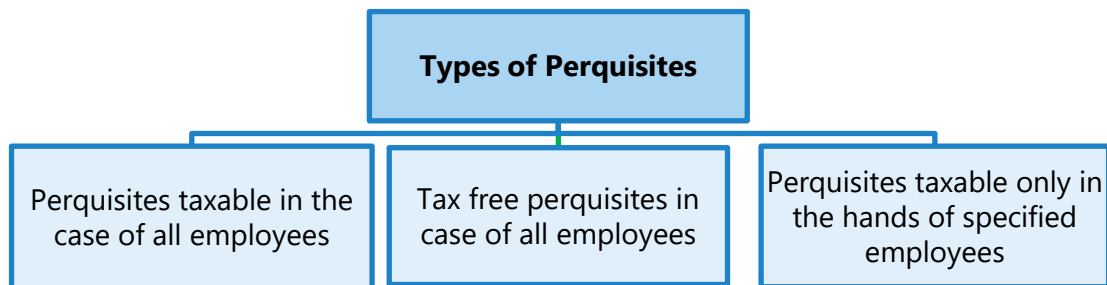 Types of Perquisites
Perquisites taxable in the
case of all employees
Tax free perquisites in
case of all employees
Perquisites taxable only in
the hands of specified
employees